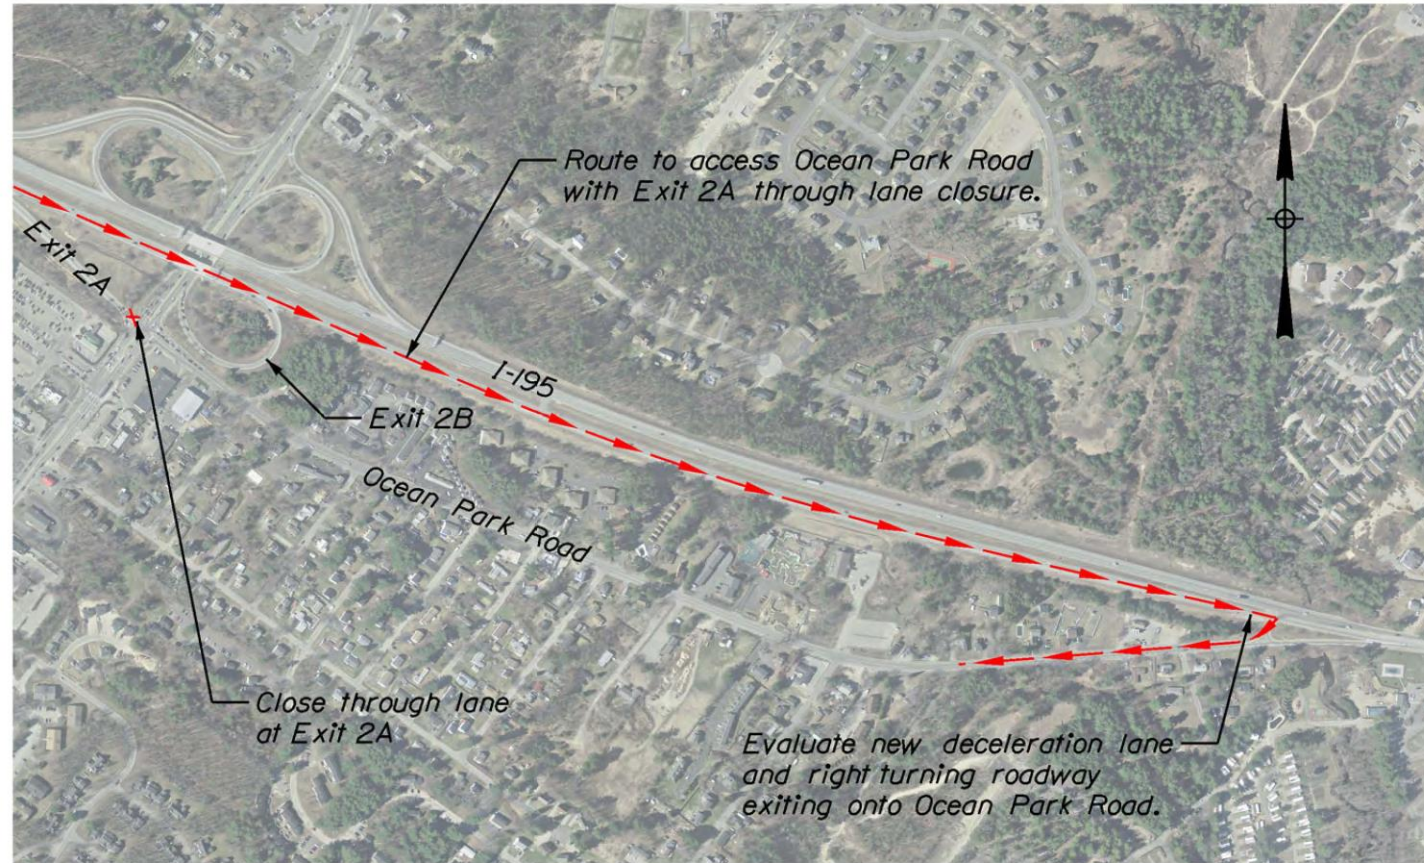 Route to access Ocean Park Road
with Exit 2A through lane closure.
Exit 2A
I-195
Exit 2B
Ocean Park Road
Close through lane
at Exit 2A
Evaluate new deceleration lane
and right turning roadway
exiting onto Ocean Park Road.